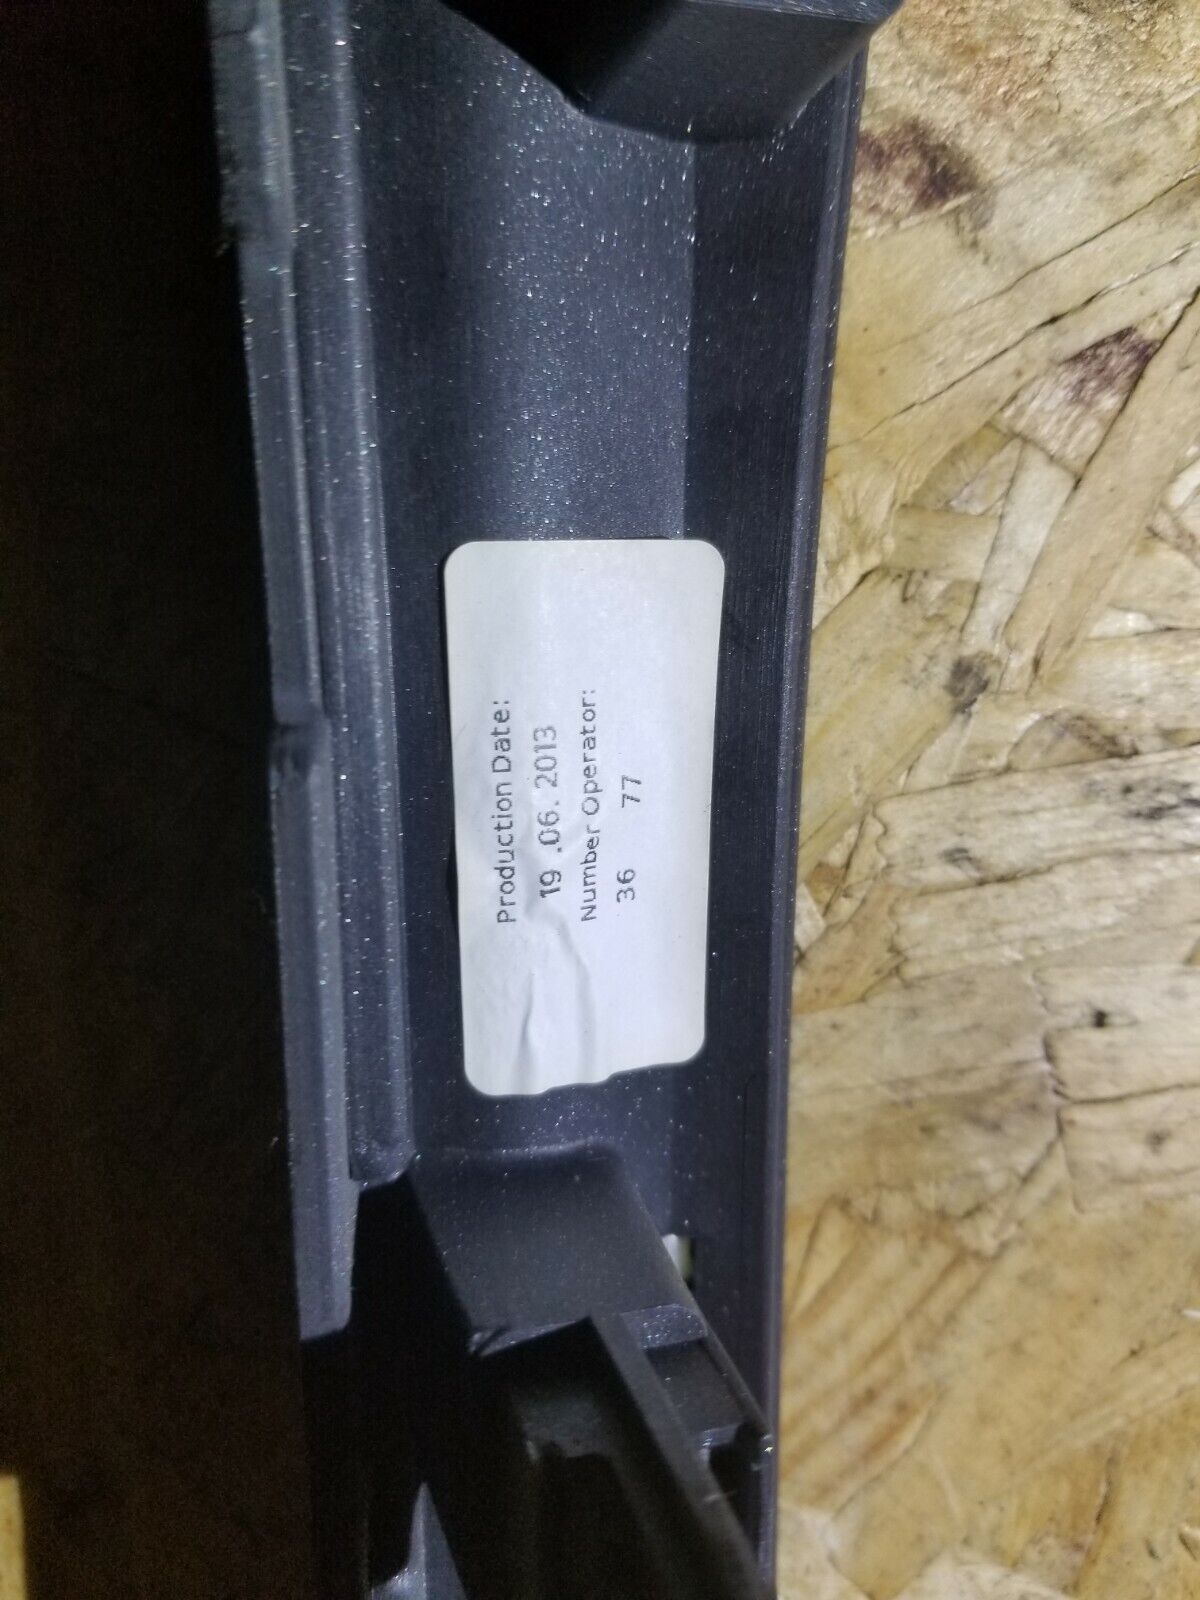 Production Date:
19 .06. 2013
Number Operator:
36 77